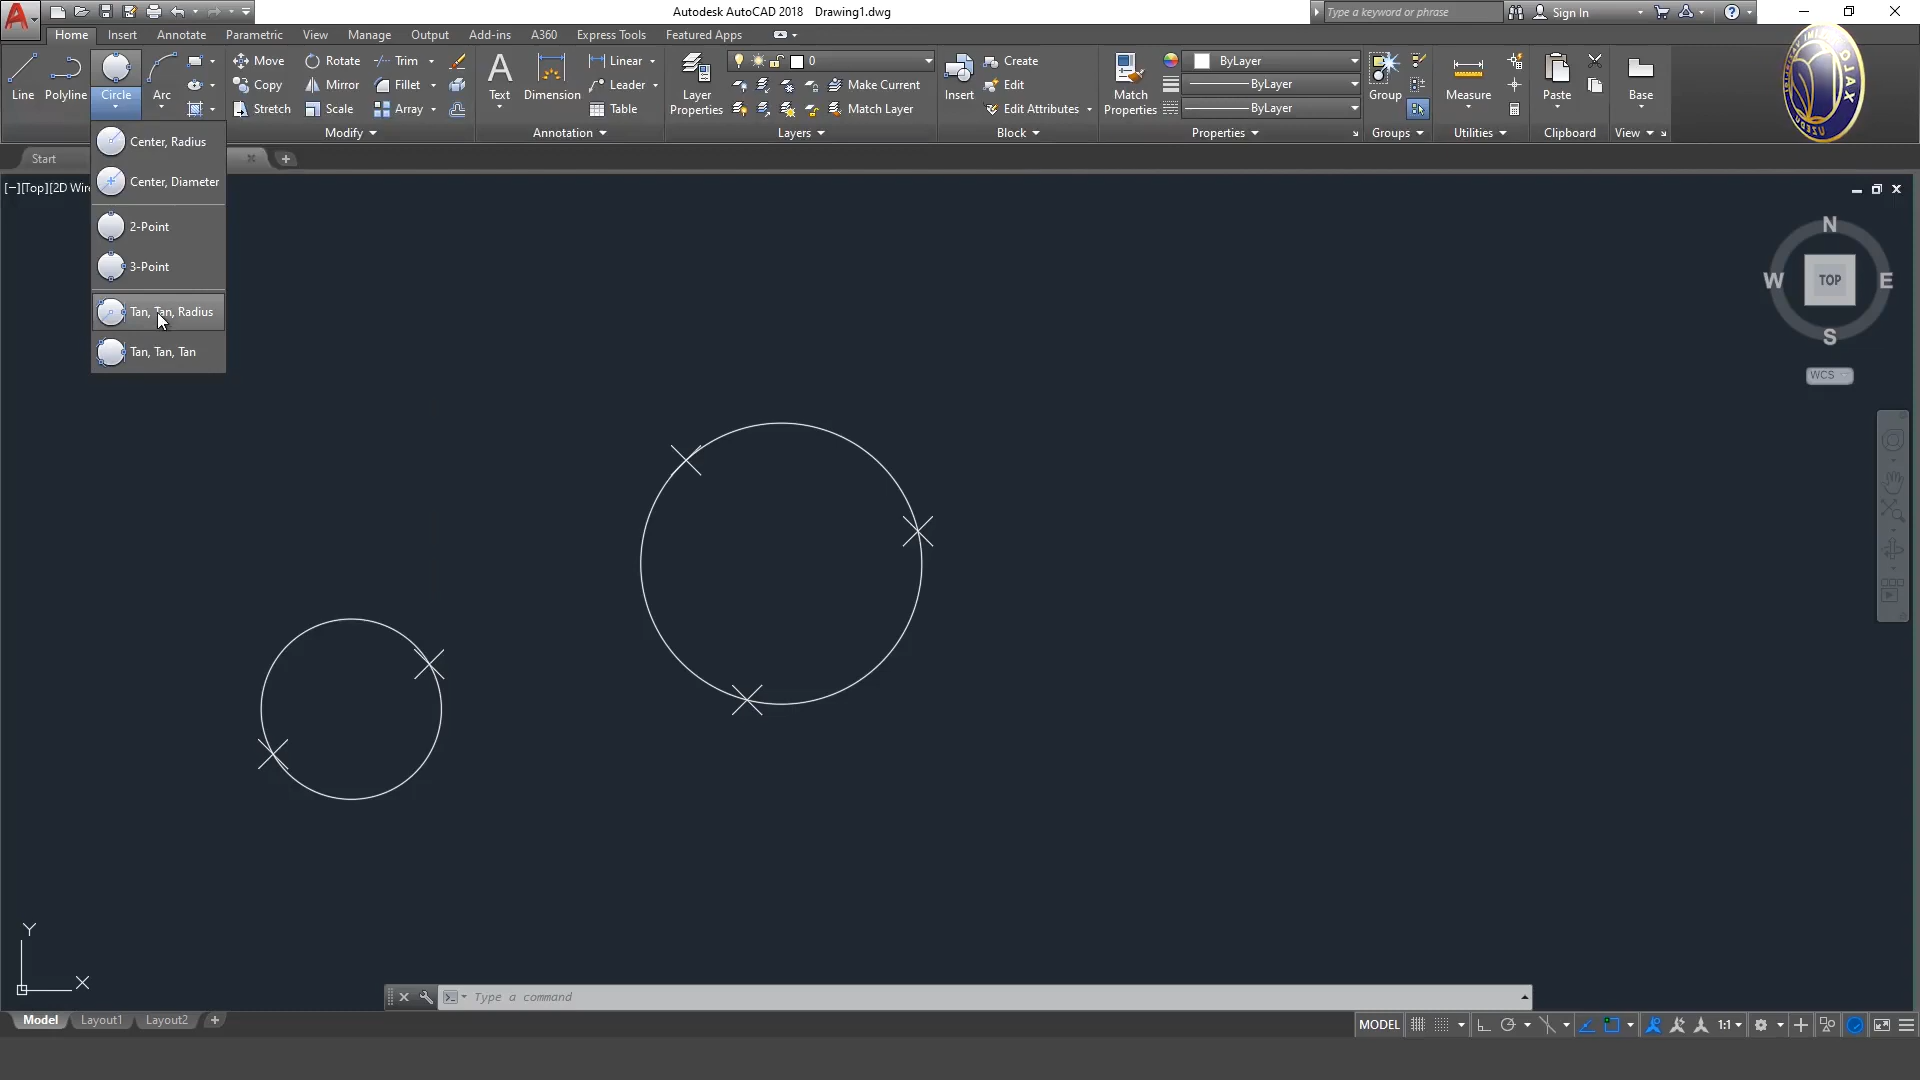 Autodesk AutoCAD 2018 Drawing1.dwg
Type a keyword or phrase
Sign In
Home Insert Annotate Parametric View Manage Output Add-ins A360 Express Tools Featured Apps
Line Polyline Circle Arc
Move Rotate Trim
Copy Mirror Fillet
Stretch Scale Array
Modify
Text Dimension
Linear
Leader
Table
Annotation
Layer Properties
0
Make Current
Match Layer
Layers
Insert
Create
Edit
Edit Attributes
Block
Match Properties
ByLayer
ByLayer
ByLayer
Properties
Group
Groups
Measure
Utilities
Paste
Clipboard
Base
View
Start
[−][Top][2D Wire
Center, Radius
Center, Diameter
2-Point
3-Point
Tan, Tan, Radius
Tan, Tan, Tan
N
W TOP E
S
WCS
Y
X
Type a command
Model Layout1 Layout2
MODEL
1:1